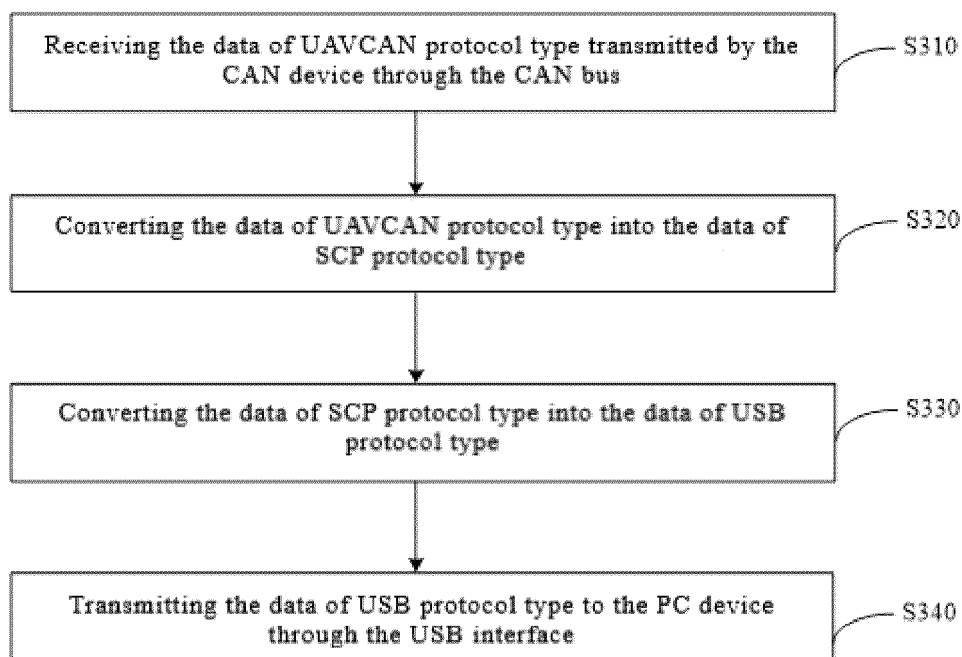 Receiving the data of UAVCAN protocol type transmitted by the
CAN device through the CAN bus
S310
Converting the data of UAVCAN protocol type into the data of
SCP protocol type
S320
Converting the data of SCP protocol type into the data of USB
protocol type
S330
Transmitting the data of USB protocol type to the PC device
through the USB interface
S340